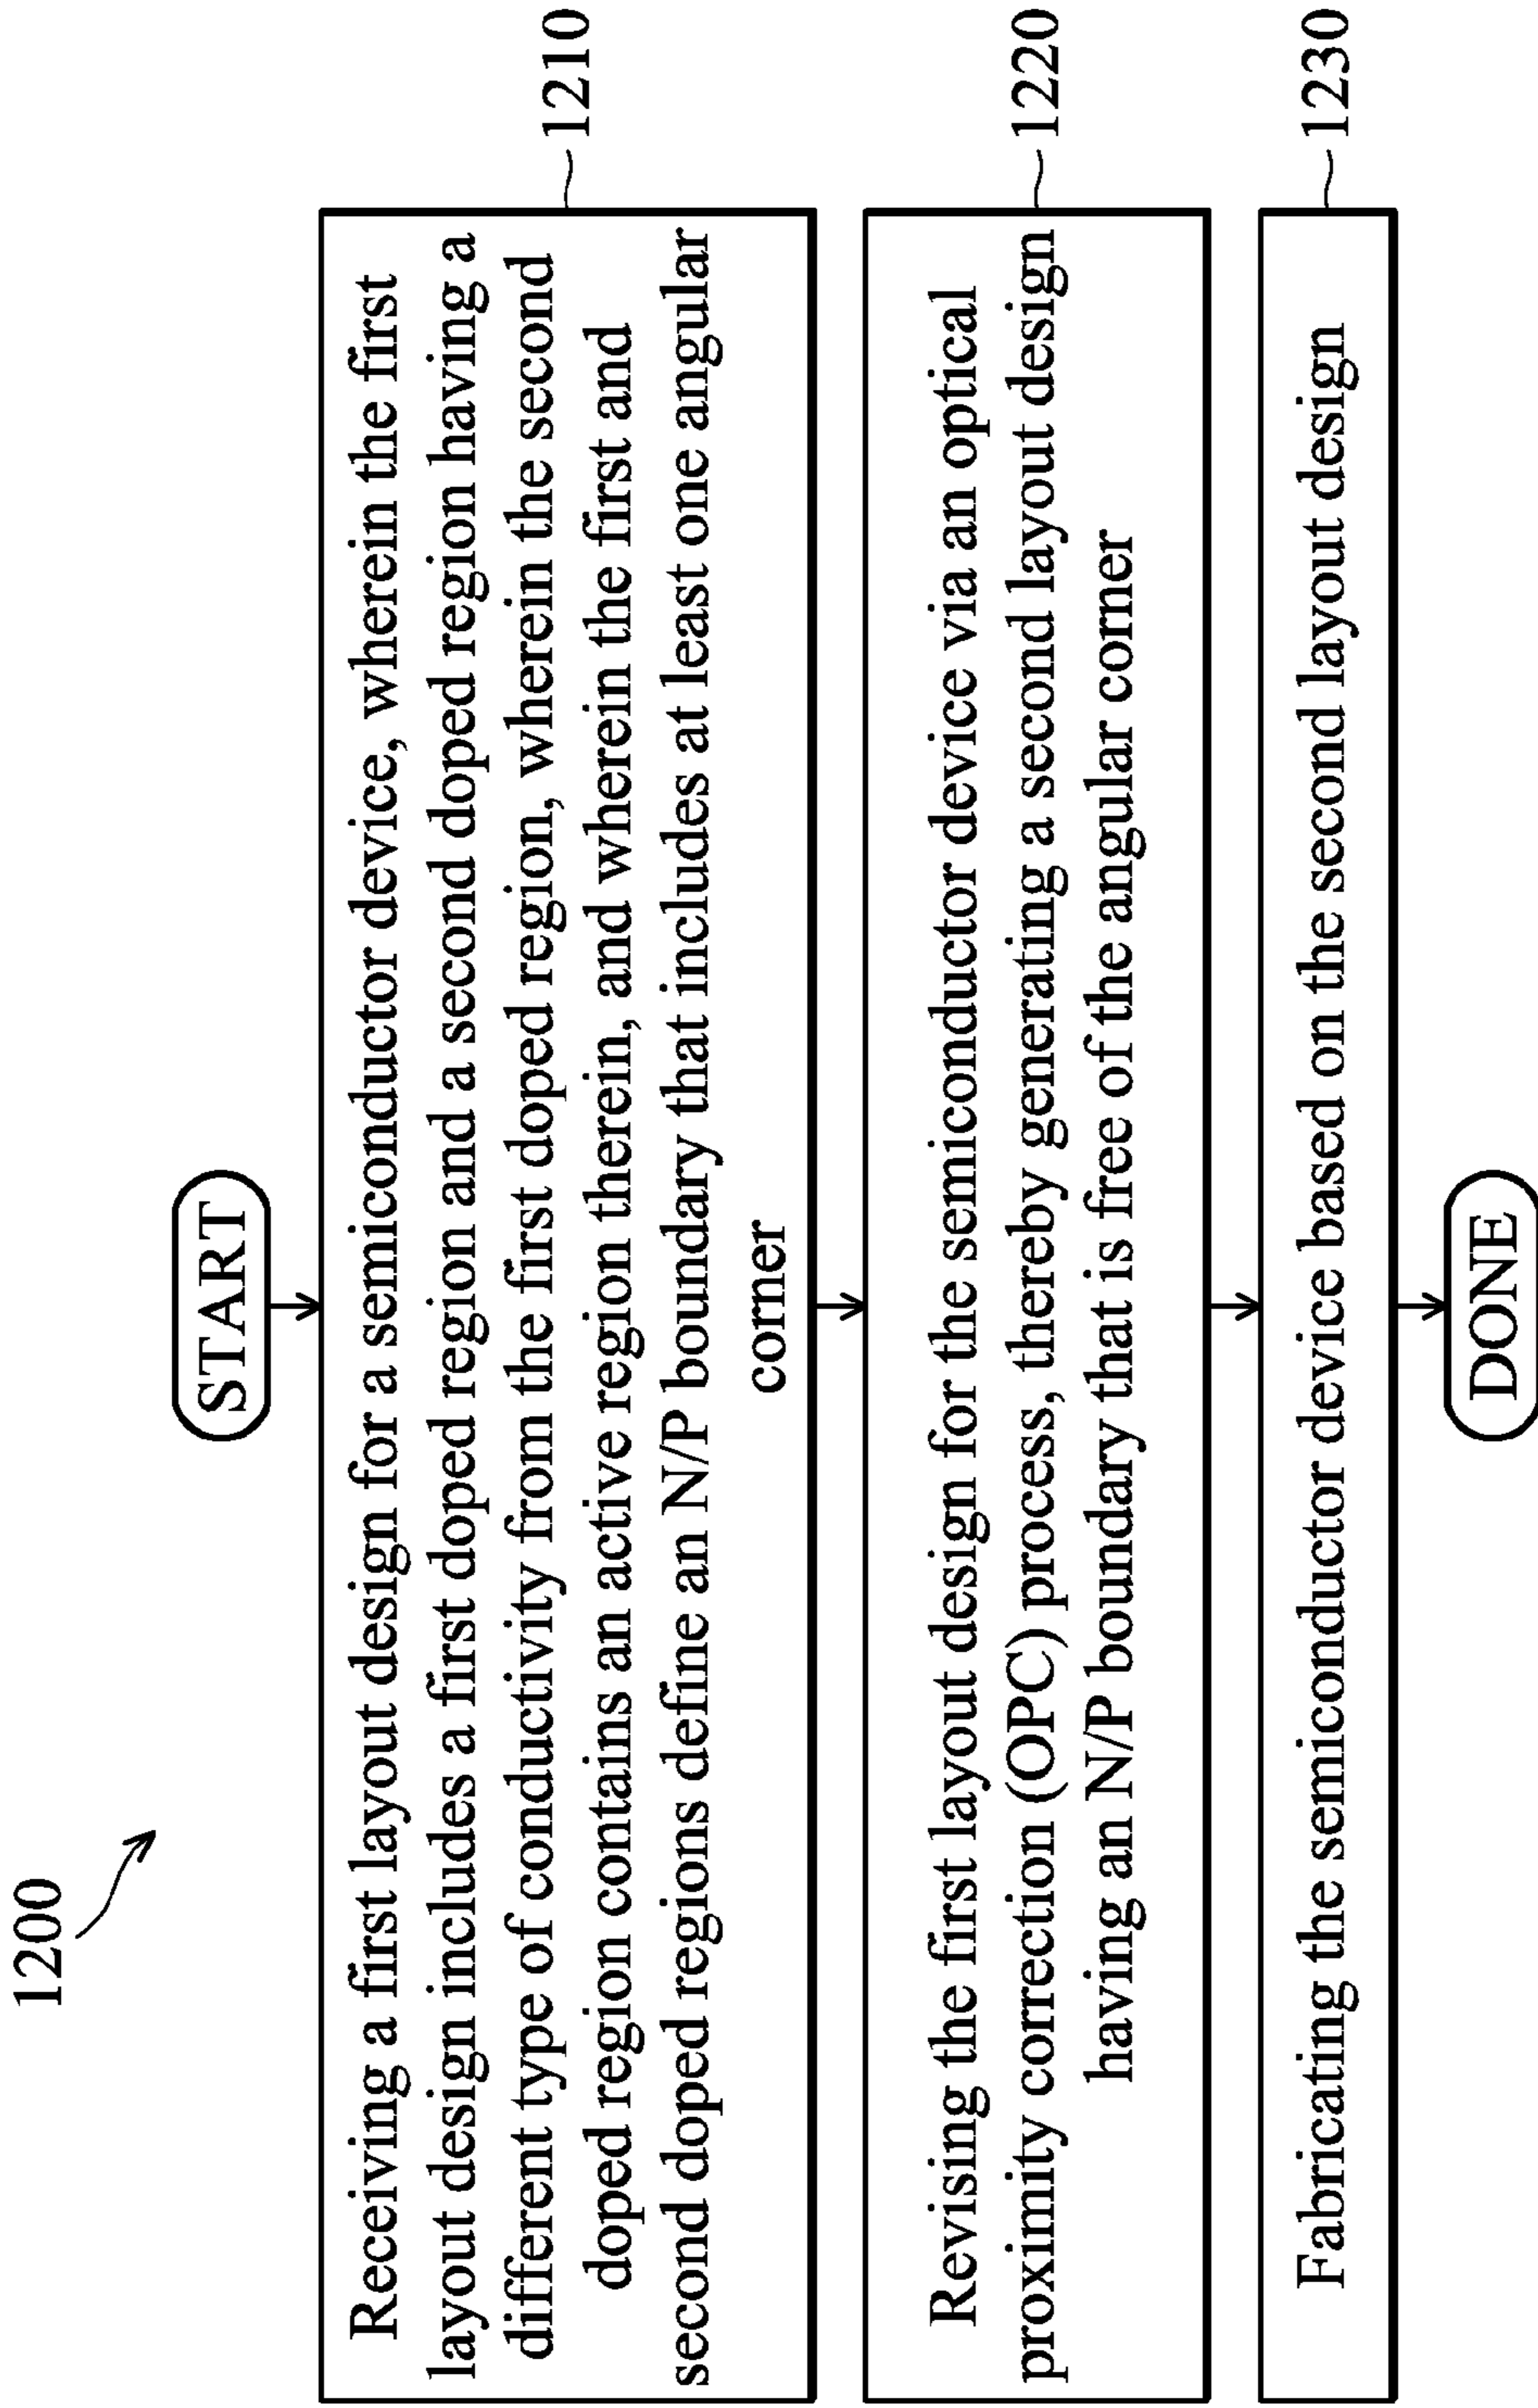 1200
START
Receiving a first layout design for a semiconductor device, wherein the first
layout design includes a first doped region and a second doped region having a
different type of conductivity from the first doped region, wherein the second
doped region contains an active region therein, and wherein the first and
second doped regions define an N/P boundary that includes at least one angular
corner
1210
Revising the first layout design for the semiconductor device via an optical
proximity correction (OPC) process, thereby generating a second layout design
having an N/P boundary that is free of the angular corner
1220
Fabricating the semiconductor device based on the second layout design
1230
DONE